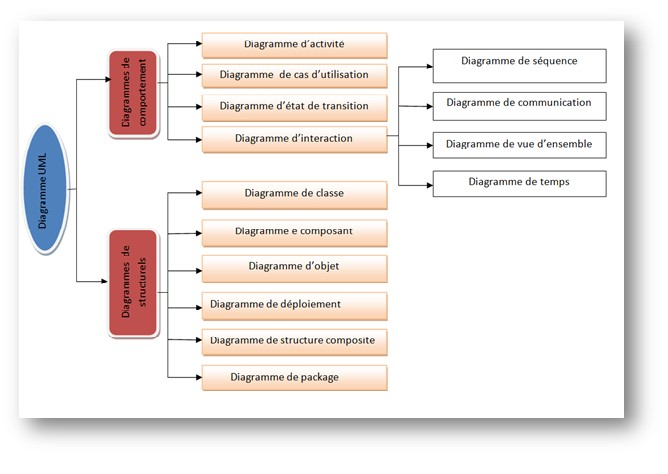 Diagramme UML
Diagrammes de
comportement
Diagramme d'activité
Diagramme de cas d'utilisation
Diagramme d'état de transition
Diagramme d'interaction
Diagramme de séquence
Diagramme de communication
Diagramme de vue d'ensemble
Diagramme de temps
Diagrammes de
structurels
Diagramme de classe
Diagramme e composant
Diagramme d'objet
Diagramme de déploiement
Diagramme de structure composite
Diagramme de package